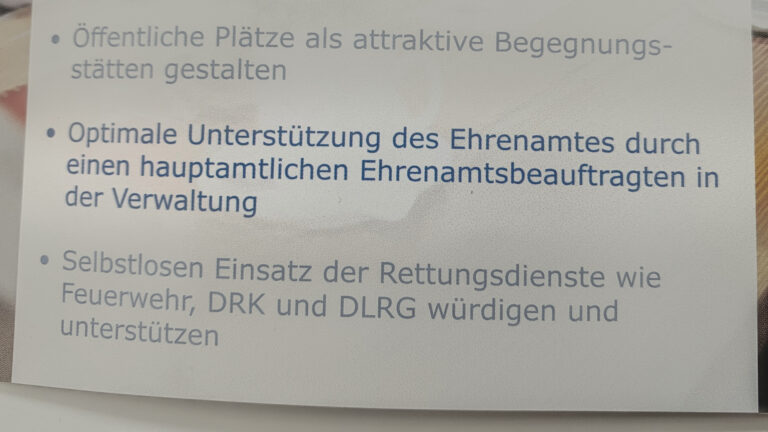 • Öffentliche Plätze als attraktive Begegnungs-
stätten gestalten
• Optimale Unterstützung des Ehrenamtes durch
einen hauptamtlichen Ehrenamtsbeauftragten in
der Verwaltung
• Selbstlosen Einsatz der Rettungsdienste wie
Feuerwehr, DRK und DLRG würdigen und
unterstützen